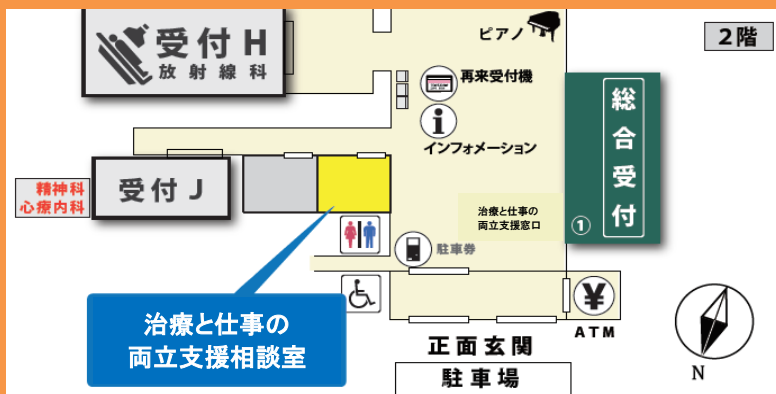 受付 H
放射線科
ピアノ
2階
再来受付機
インフォメーション
総合受付
①
受付 J
精神科
心療内科
治療と仕事の
両立支援窓口
駐車券
¥
ATM
治療と仕事の
両立支援相談室
正面玄関
駐車場
N